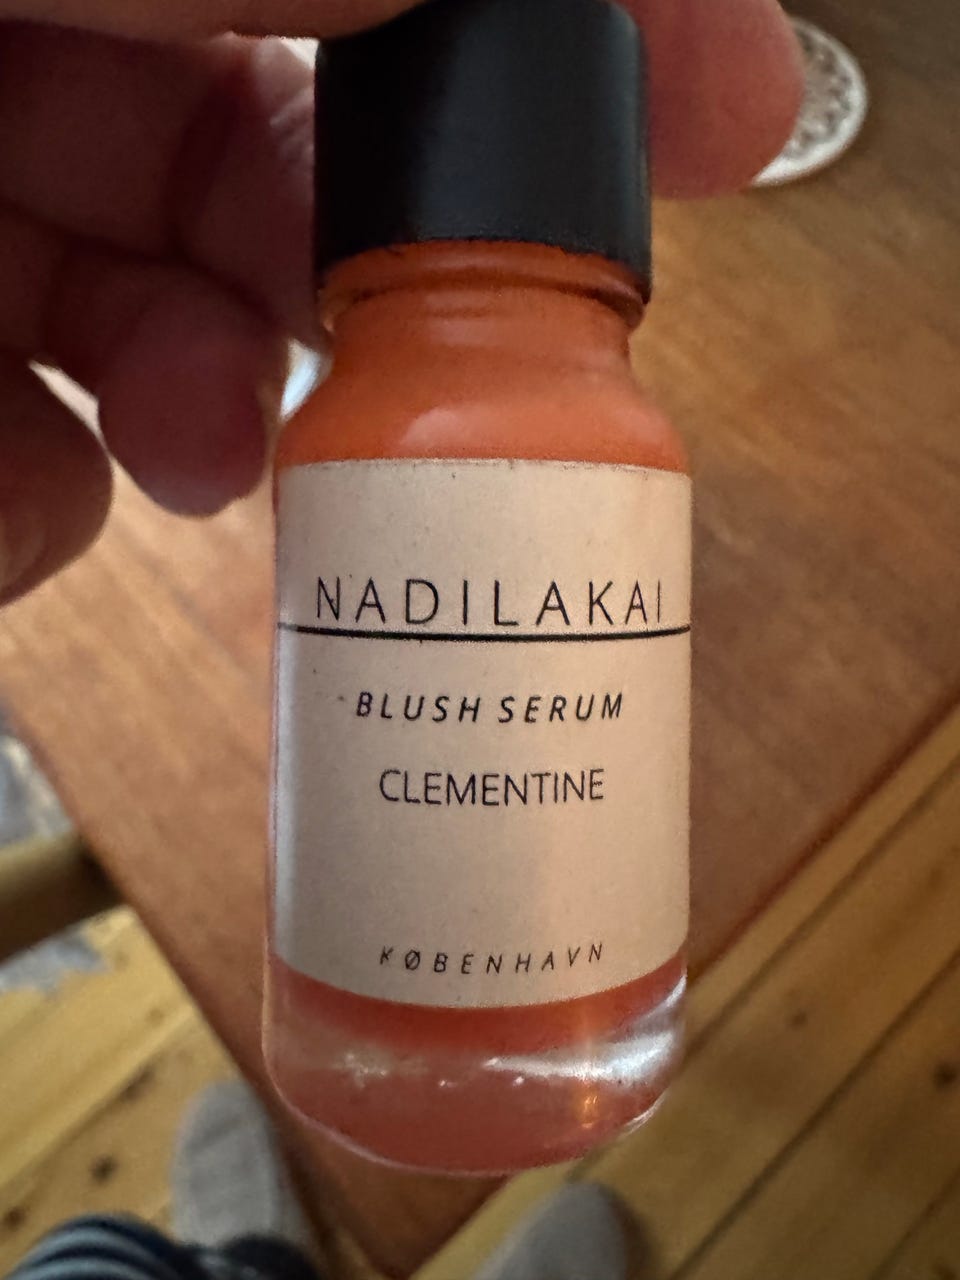 NADILAKAI
BLUSH SERUM
CLEMENTINE
KØBENHAVN